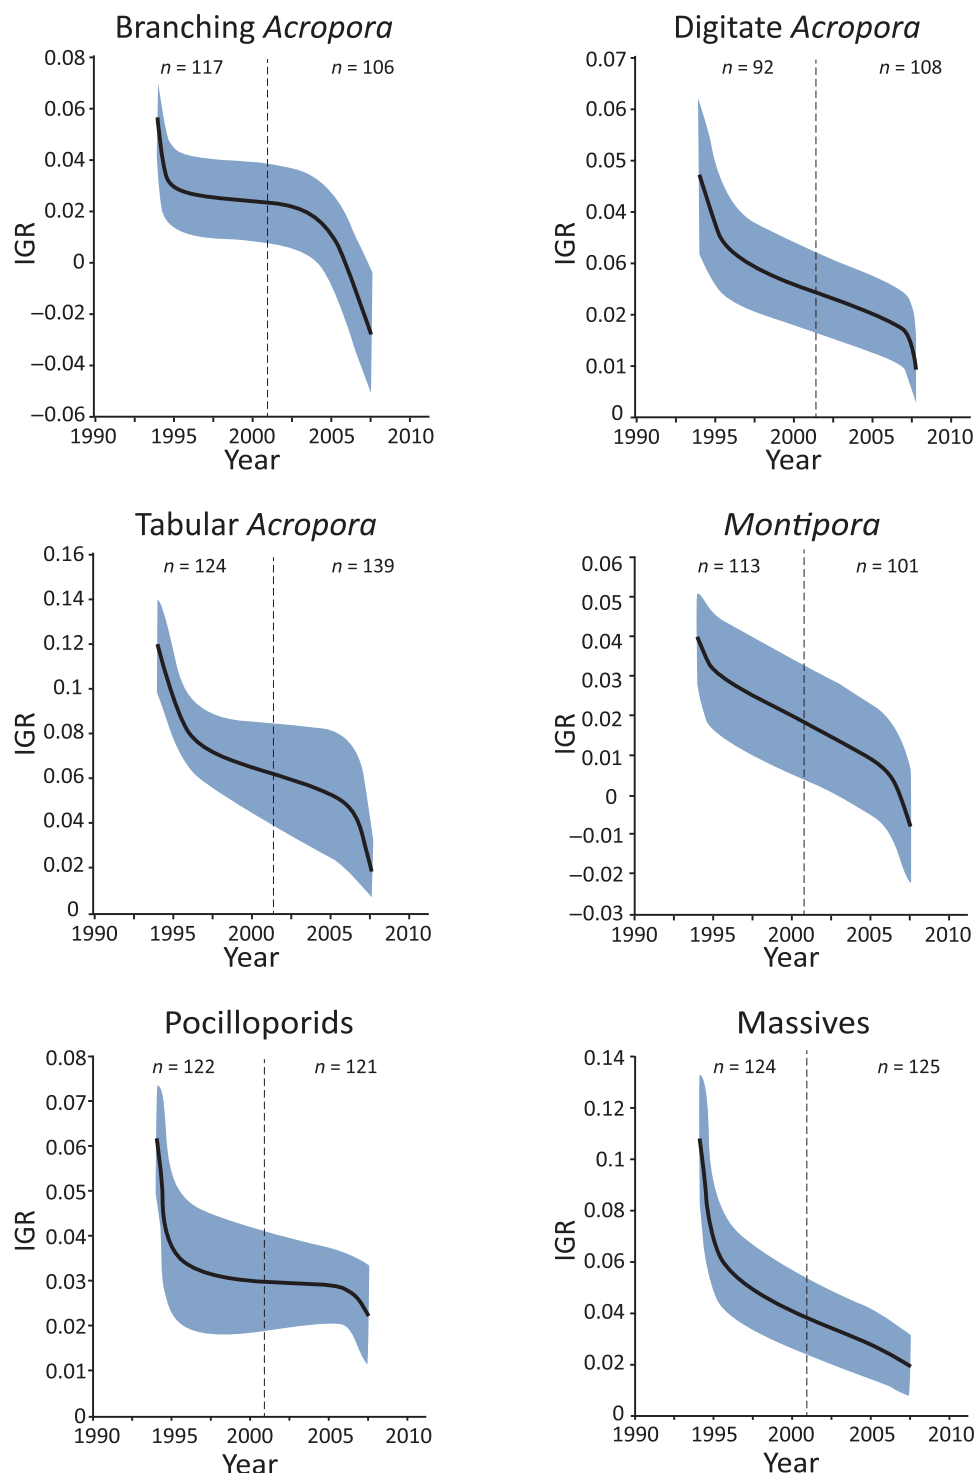 Branching Acropora
0.08
n = 117
n = 106
0.06
0.04
0.02
0
−0.02
−0.04
−0.06
IGR
1990 1995 2000 2005 2010
Year
Digitate Acropora
0.07
n = 92
n = 108
0.06
0.05
0.04
0.06
0.02
0.01
0
IGR
1990 1995 2000 2005 2010
Year
Tabular Acropora
0.16
n = 124
n = 139
0.14
0.12
0.1
0.08
0.06
0.04
0.02
0
IGR
1990 1995 2000 2005 2010
Year
Montipora
0.06
n = 113
n = 101
0.05
0.04
0.03
0.02
0.01
0
−0.01
−0.02
−0.03
IGR
1990 1995 2000 2005 2010
Year
Pocilloporids
0.08
n = 122
n = 121
0.07
0.06
0.05
0.04
0.03
0.02
0.01
0
IGR
1990 1995 2000 2005 2010
Year
Massives
0.14
n = 124
n = 125
0.12
0.1
0.08
0.06
0.04
0.02
0
IGR
1990 1995 2000 2005 2010
Year